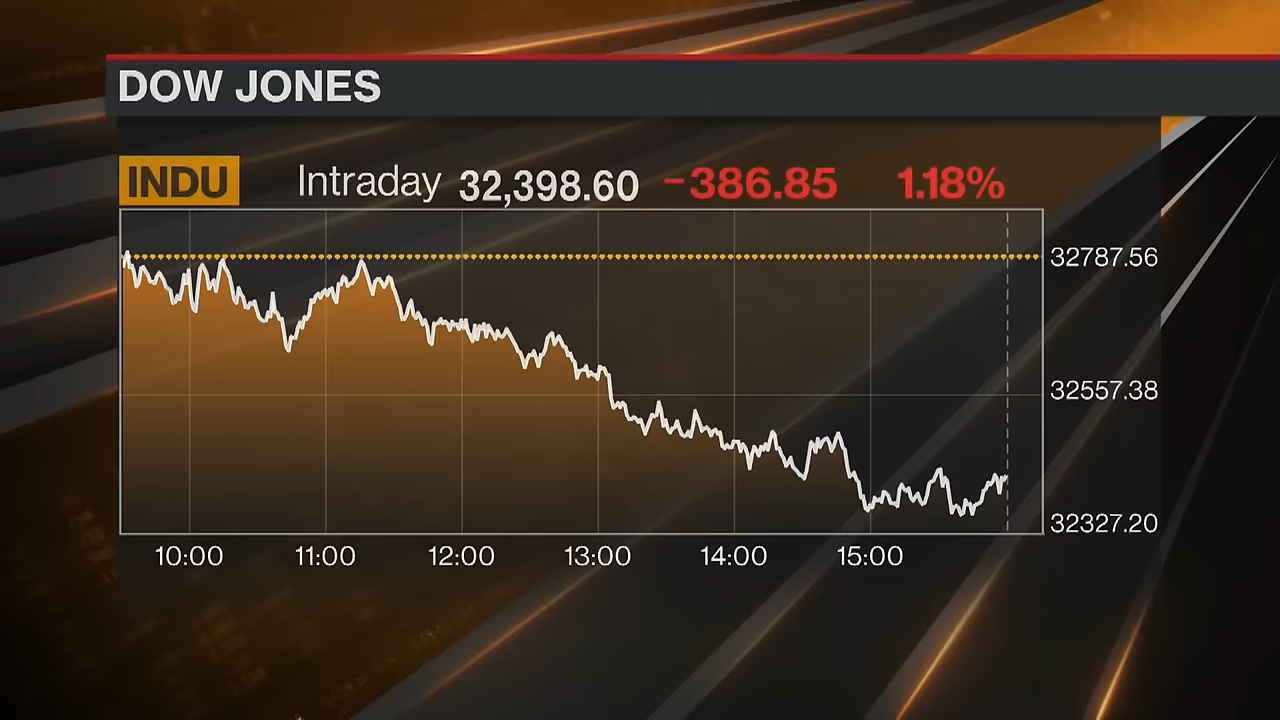 DOW JONES
INDU Intraday 32,398.60 -386.85 1.18%
32787.56
32557.38
32327.20
10:00 11:00 12:00 13:00 14:00 15:00